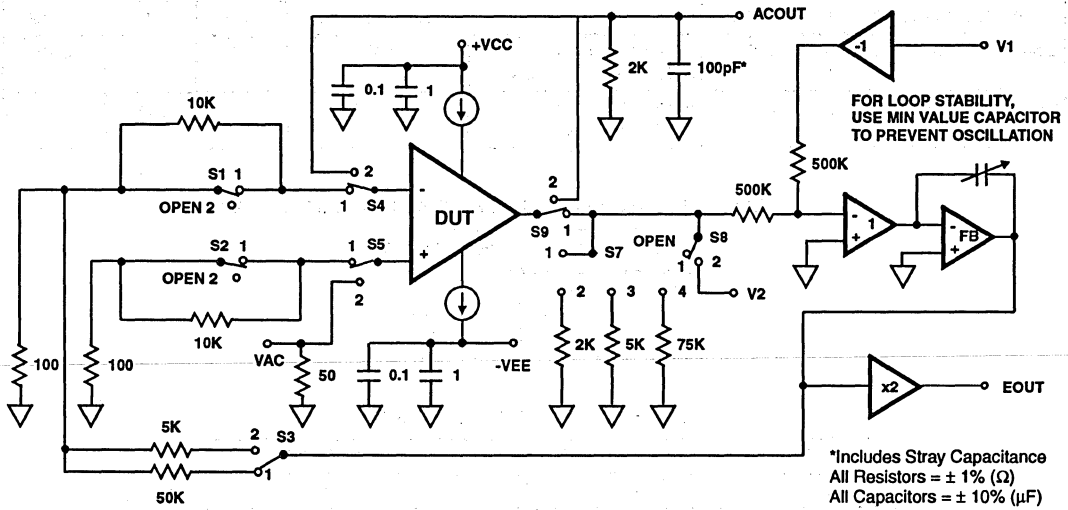 ACOUT
+VCC
2K
100pF*
-1
V1
0.1
1
10K
FOR LOOP STABILITY,
USE MIN VALUE CAPACITOR
TO PREVENT OSCILLATION
500K
S1 1
2
OPEN 2
1
S4
-
DUT
2
S9
1
500K
-
1
+
-
FB
+
S2
1
1
S5
+
OPEN
S8
1
S7
1
2
OPEN 2
2
V2
10K
2
3
4
VAC
50
0.1
1
-VEE
2K
5K
75K
100
100
x2
EOUT
5K
2
S3
1
50K
*Includes Stray Capacitance
All Resistors = ± 1% (Ω)
All Capacitors = ± 10% (µF)